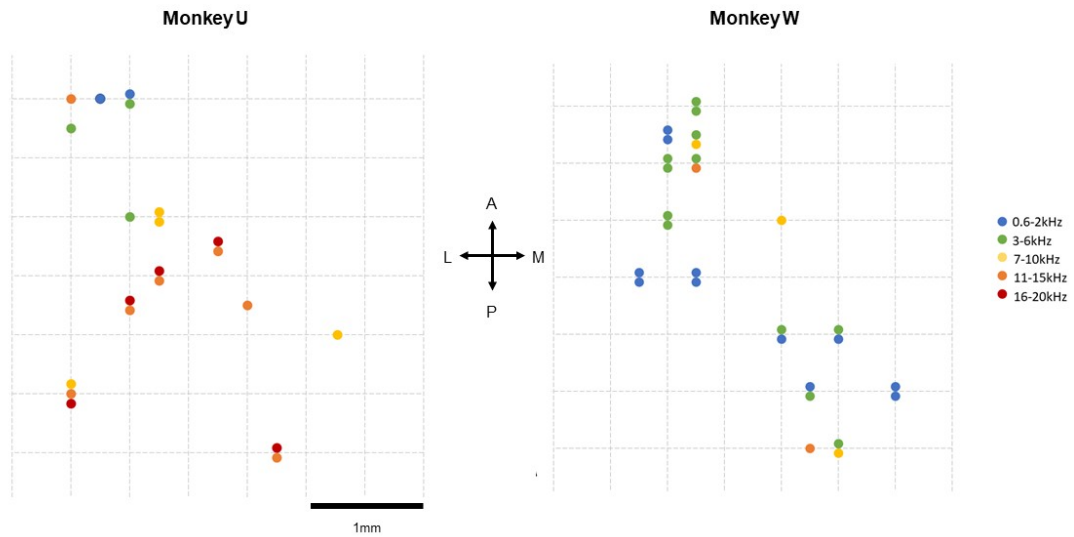 Monkey U
Monkey W
A
L
M
P
0.6-2kHz
3-6kHz
7-10kHz
11-15kHz
16-20kHz
1mm